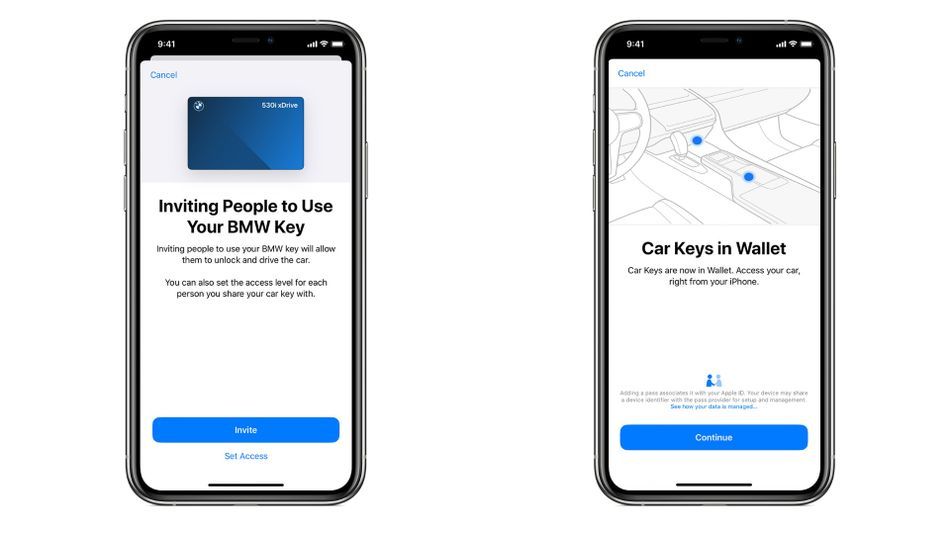 9:41
Cancel
530i xDrive
Inviting People to Use
Your BMW Key
Inviting people to use your BMW key will allow
them to unlock and drive the car.
You can also set the access level for each
person you share your car key with.
Invite
Set Access
9:41
Cancel
Car Keys in Wallet
Car Keys are now in Wallet. Access your car,
right from your iPhone.
Adding a pass associates it with your Apple ID. Your device may share
a device identifier with the pass provider for setup and management.
See how your data is managed...
Continue